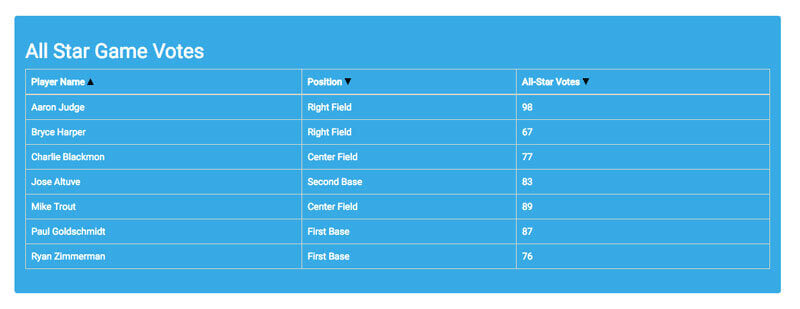 All Star Game Votes
Player Name ▲ Position ▼ All-Star Votes ▼
Aaron Judge Right Field 98
Bryce Harper Right Field 67
Charlie Blackmon Center Field 77
Jose Altuve Second Base 83
Mike Trout Center Field 89
Paul Goldschmidt First Base 87
Ryan Zimmerman First Base 76